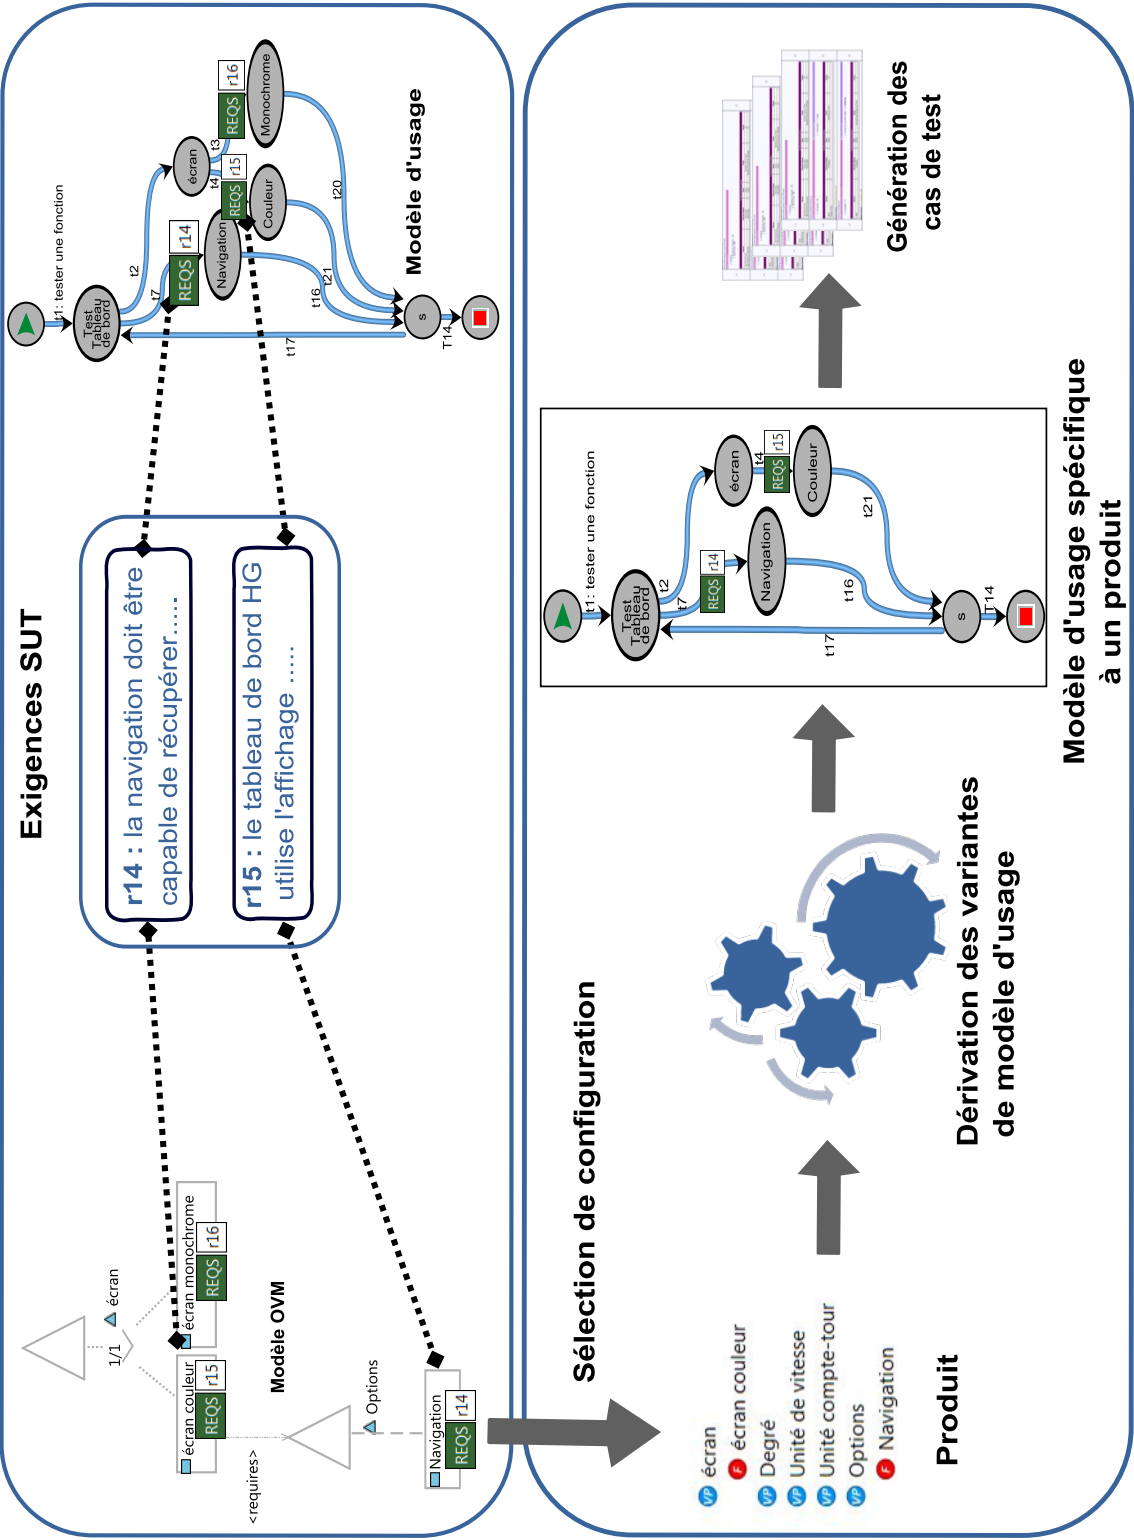 Exigences SUT
écran
1/1
écran couleur
REQS r15
écran monochrome
REQS r16
<requires>
Modèle OVM
Options
Navigation
REQS r14
r14 : la navigation doit être
capable de récupérer.....
r15 : le tableau de bord HG
utilise l'affichage .....
t1: tester une fonction
Test
Tableau
de bord
t2
t7
REQS r14
Navigation
écran
t4
t3
REQS r15
Couleur
REQS r16
Monochrome
t16
t21
t20
t17
s
T14
Modèle d'usage
Sélection de configuration
VP écran
F écran couleur
VP Degré
VP Unité de vitesse
VP Unité compte-tour
VP Options
F Navigation
Produit
Dérivation des variantes
de modèle d'usage
t1: tester une fonction
Test
Tableau
de bord
t2
t7
REQS r14
Navigation
écran
t4
REQS r15
Couleur
t16
t21
t17
s
T14
Modèle d'usage spécifique
à un produit
Génération des
cas de test